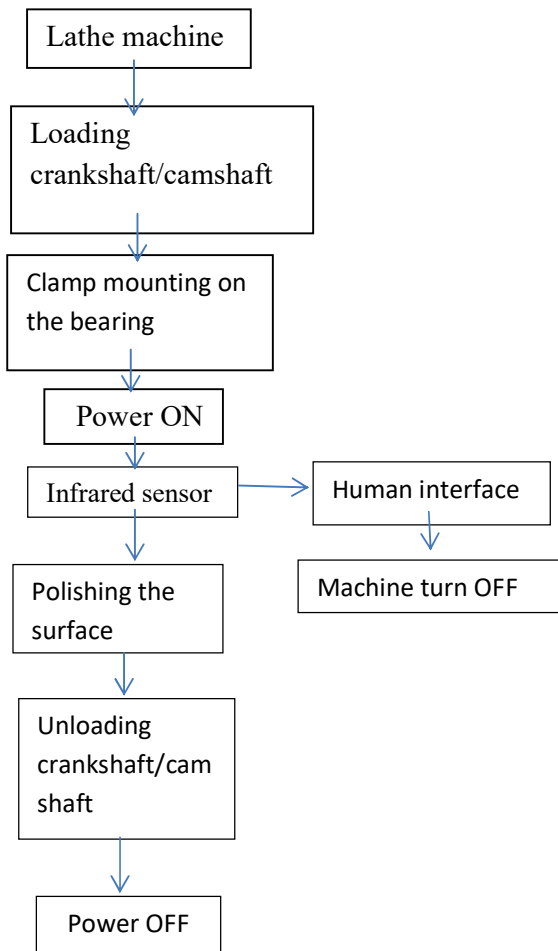 Lathe machine
Loading
crankshaft/camshaft
Clamp mounting on
the bearing
Power ON
Infrared sensor
Human interface
Machine turn OFF
Polishing the
surface
Unloading
crankshaft/cam
shaft
Power OFF